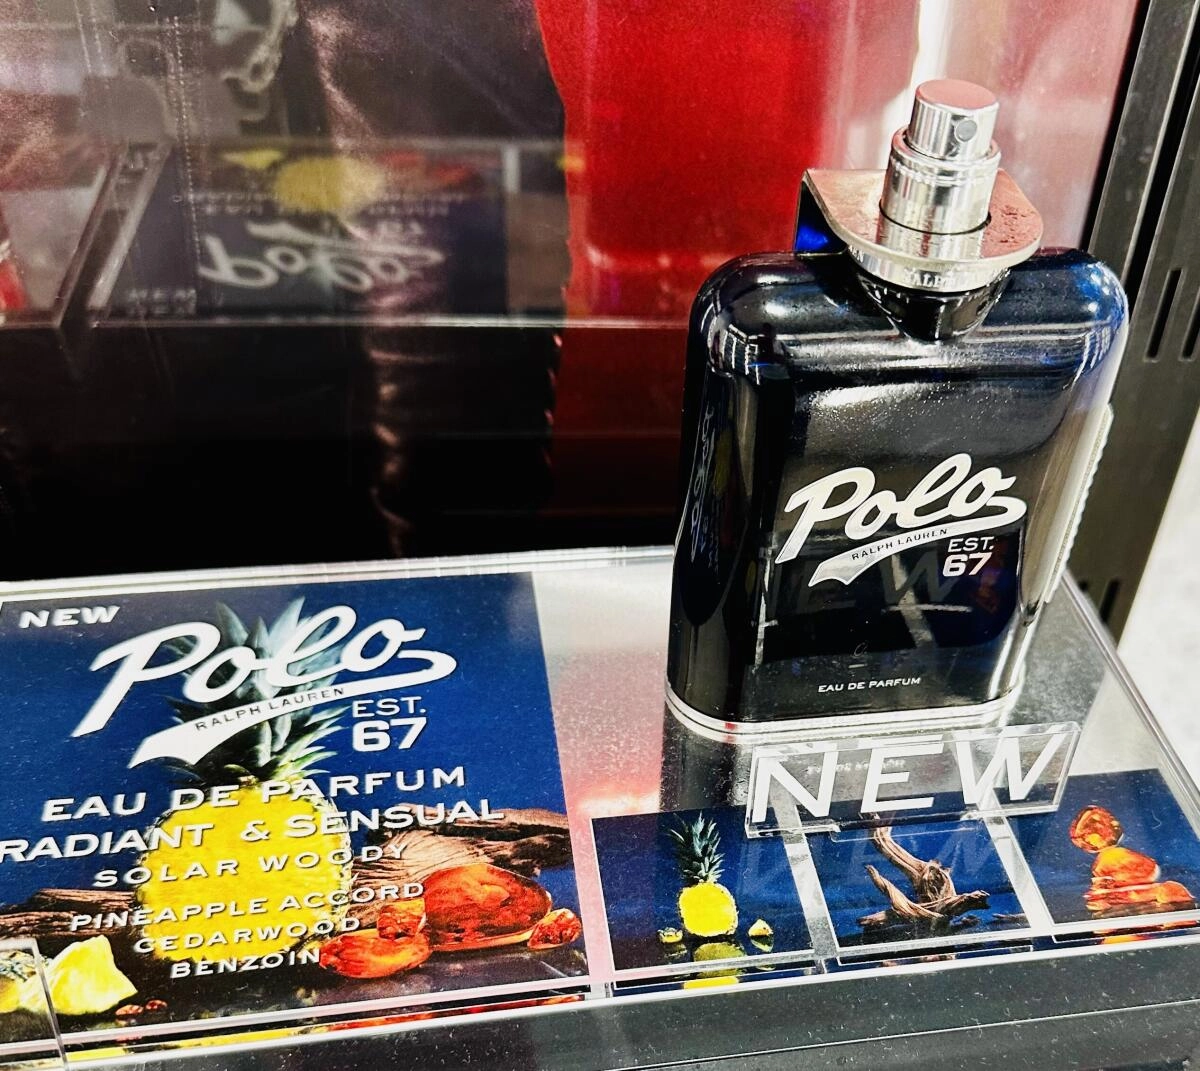 NEW
Polo
RALPH LAUREN
EST.
67
EAU DE PARFUM
RADIANT & SENSUAL
SOLAR WOODY
PINEAPPLE ACCORD
CEDARWOOD
BENZOIN
Polo
RALPH LAUREN
EST.
67
EAU DE PARFUM
NEW